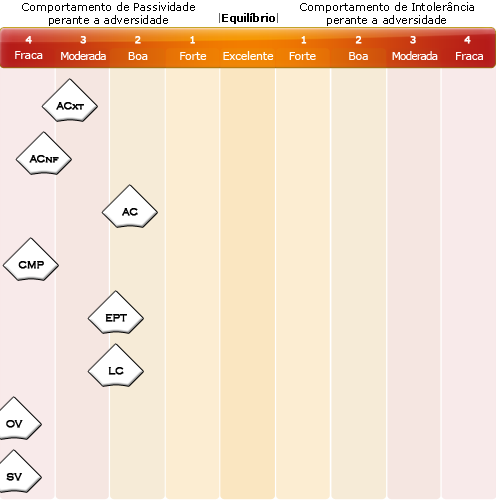 Comportamento de Passividade
perante a adversidade
|Equilíbrio|
Comportamento de Intolerância
perante a adversidade
4 3 2 1 1 2 3 4
Fraca Moderada Boa Forte Excelente Forte Boa Moderada Fraca
ACXT
ACNF
AC
CMP
EPT
LC
OV
SV